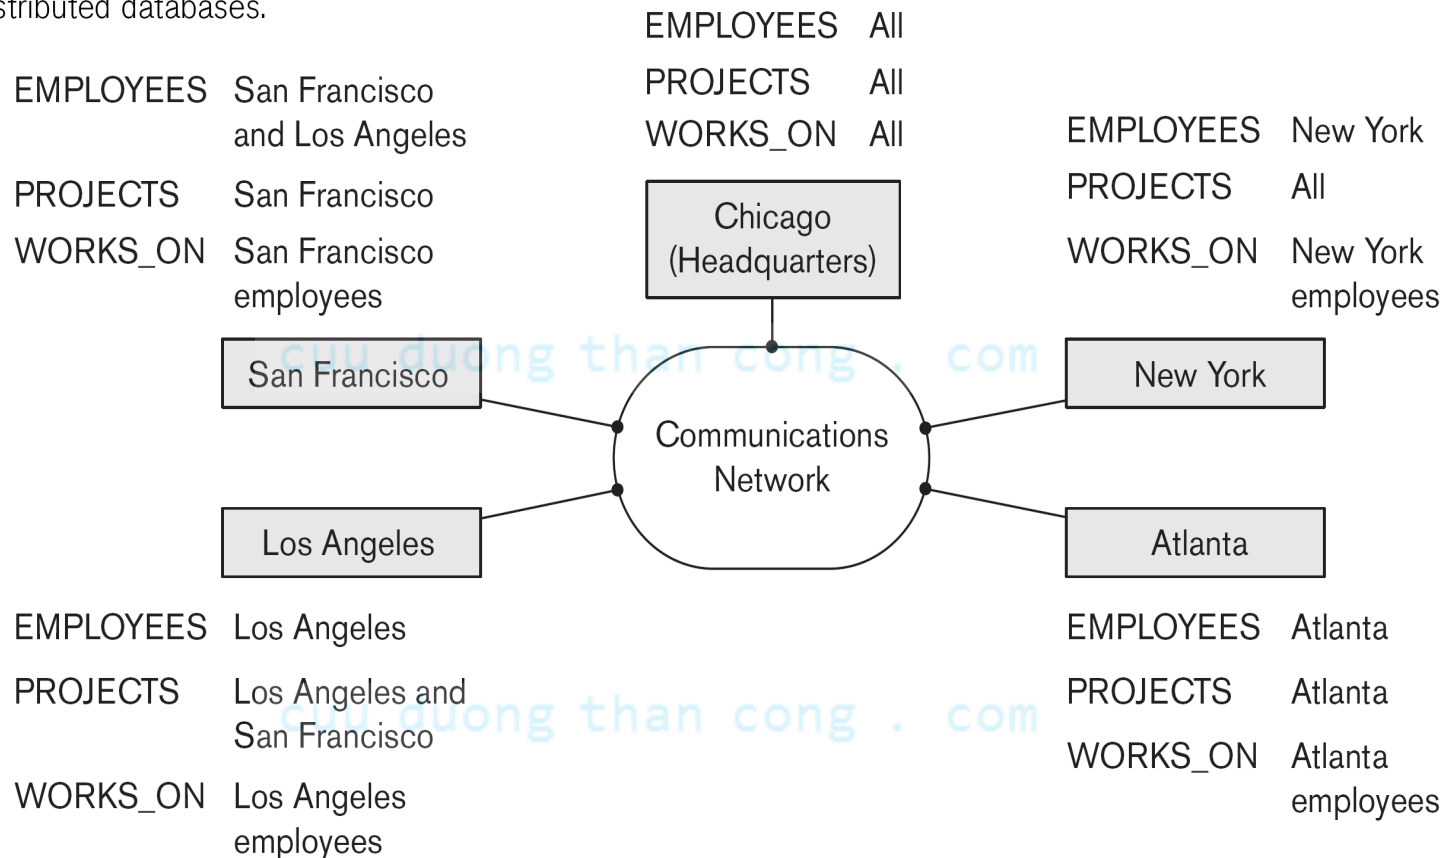 stributed databases.
EMPLOYEES All
PROJECTS All
WORKS_ON All
EMPLOYEES San Francisco
and Los Angeles
PROJECTS San Francisco
WORKS_ON San Francisco
employees
EMPLOYEES New York
PROJECTS All
WORKS_ON New York
employees
Chicago
(Headquarters)
cuu duong than cong . com
San Francisco
New York
Communications
Network
Los Angeles
Atlanta
EMPLOYEES Los Angeles
PROJECTS Los Angeles and
San Francisco
WORKS_ON Los Angeles
employees
cuu duong than cong . com
EMPLOYEES Atlanta
PROJECTS Atlanta
WORKS_ON Atlanta
employees